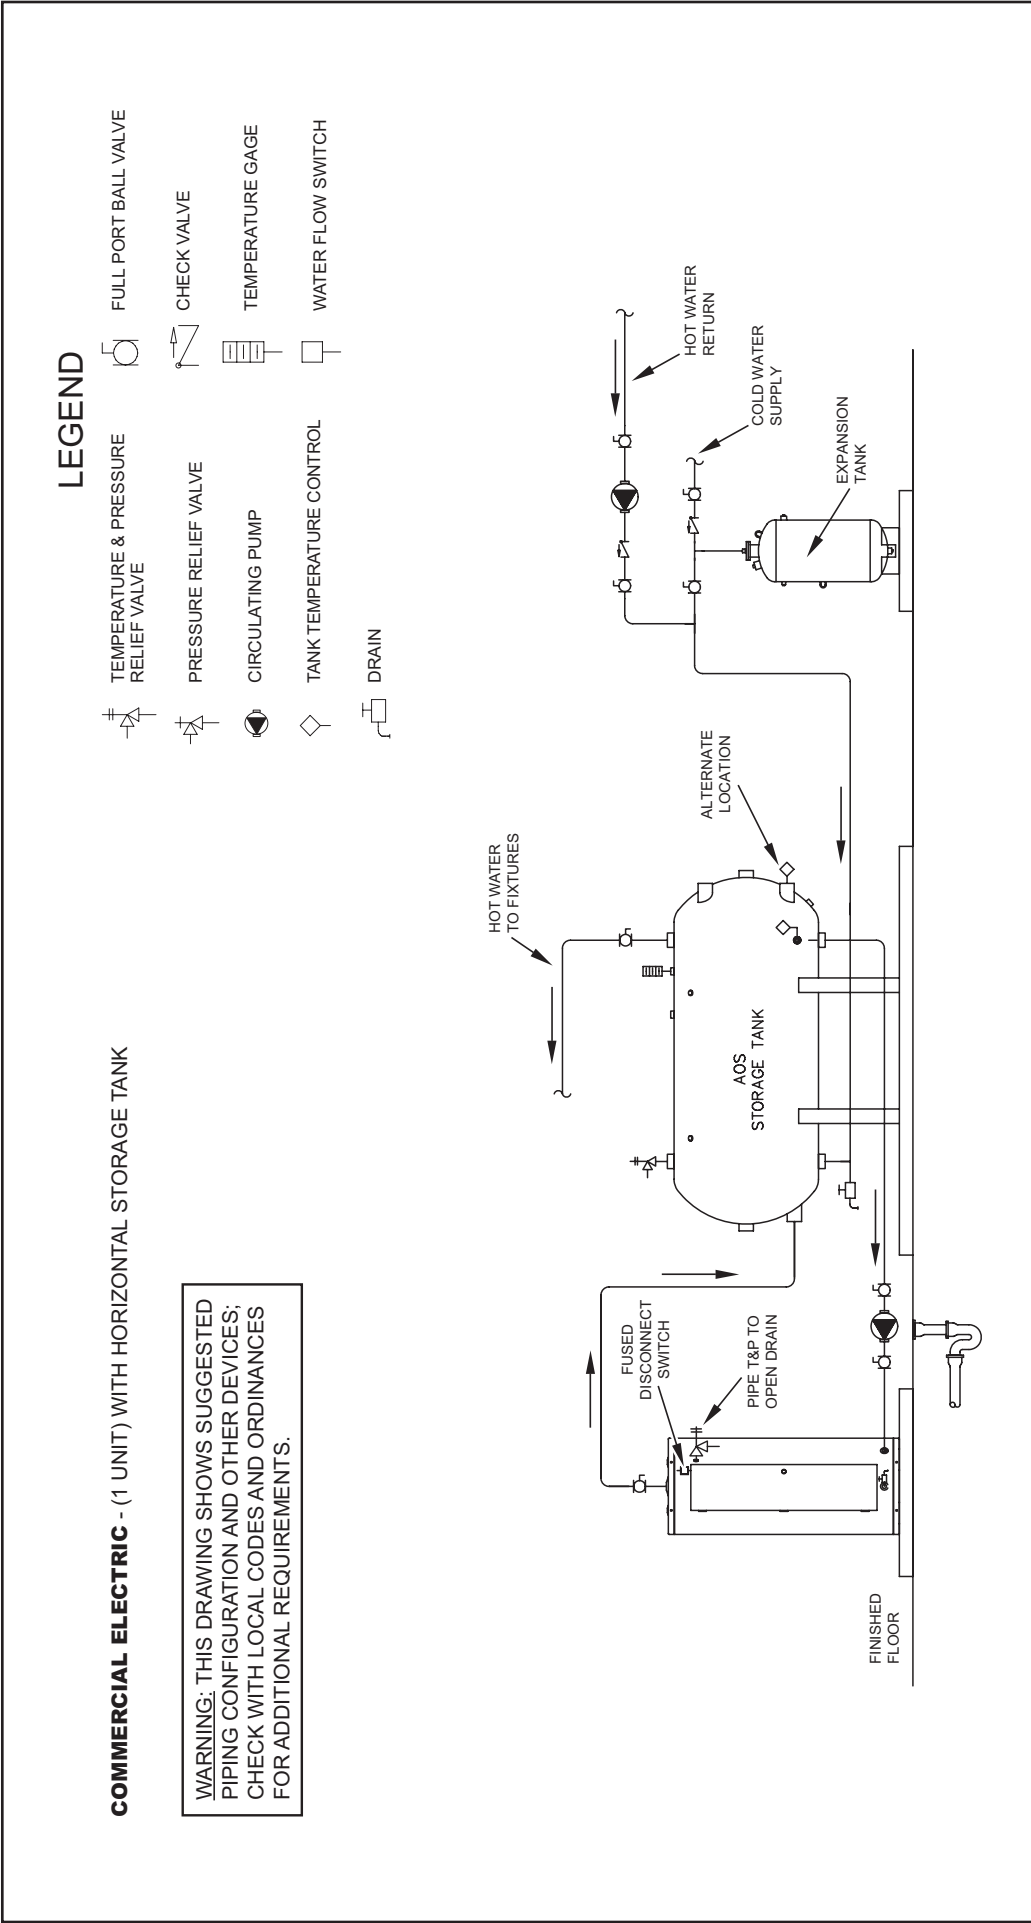 COMMERCIAL ELECTRIC - (1 UNIT) WITH HORIZONTAL STORAGE TANK
WARNING: THIS DRAWING SHOWS SUGGESTED
PIPING CONFIGURATION AND OTHER DEVICES;
CHECK WITH LOCAL CODES AND ORDINANCES
FOR ADDITIONAL REQUIREMENTS.
LEGEND
TEMPERATURE & PRESSURE
RELIEF VALVE
PRESSURE RELIEF VALVE
CIRCULATING PUMP
TANK TEMPERATURE CONTROL
DRAIN
FULL PORT BALL VALVE
CHECK VALVE
TEMPERATURE GAGE
WATER FLOW SWITCH
HOT WATER
TO FIXTURES
HOT WATER
RETURN
COLD WATER
SUPPLY
EXPANSION
TANK
ALTERNATE
LOCATION
AOS
STORAGE TANK
FUSED
DISCONNECT
SWITCH
PIPE T&P TO
OPEN DRAIN
FINISHED
FLOOR